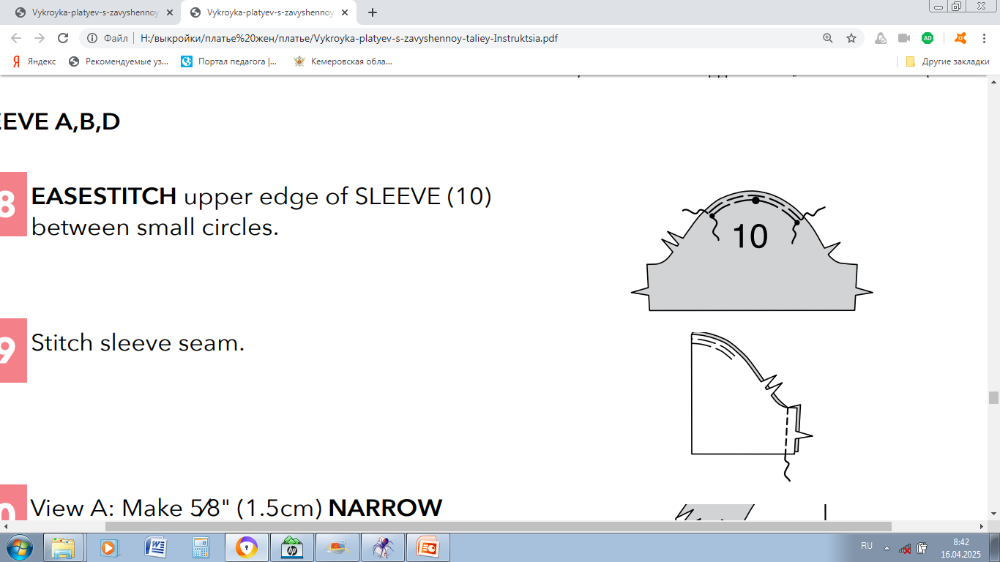 Vykroyka-platyev-s-zavyshennoy
Vykroyka-platyev-s-zavyshennoy
Файл
H:/выкройки/платье%20жен/платье/Vykroyka-platyev-s-zavyshennoy-taliey-Instruktsia.pdf
AD
Яндекс
Рекомендуемые уз...
Портал педагога |...
Кемеровская обла...
Другие закладки
EEVE A,B,D
8
EASESTITCH upper edge of SLEEVE (10)
between small circles.
10
9
Stitch sleeve seam.
0
View A: Make 5⁄8" (1.5cm) NARROW
RU
8:42
16.04.2025